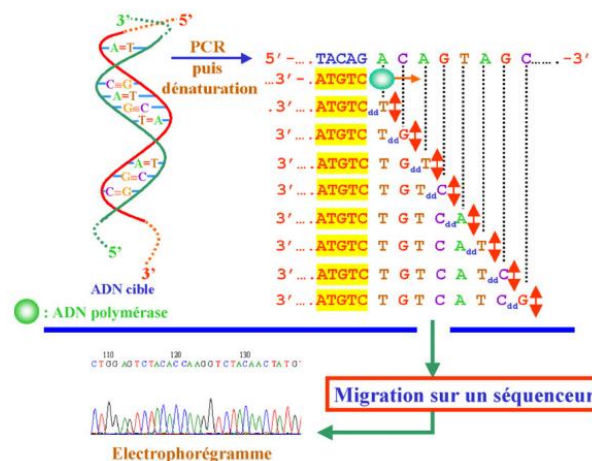 3’ 5’
A=T
C≡G
A=T
G≡C
T=A
A=T
G≡C
C≡G
5’
3’
ADN cible
: ADN polymérase
PCR
puis
dénaturation
5’-…. TACAG A C A G T A G C…….-3’
…3’-. ATGTC
.3’…. ATGTC ddT
3’…. ATGTC T ddG
3’…. ATGTC T G ddT
3’…. ATGTC T G T ddC
3’…. ATGTC T G T C ddA
3’…. ATGTC T G T C A ddT
3’…. ATGTC T G T C A T ddC
3’…. ATGTC T G T C A T C ddG
Migration sur un séquenceur
110 120 130
C T G G A G T C T A C A C C A A G G T C T A C A A C T A T G
Electrophorégramme